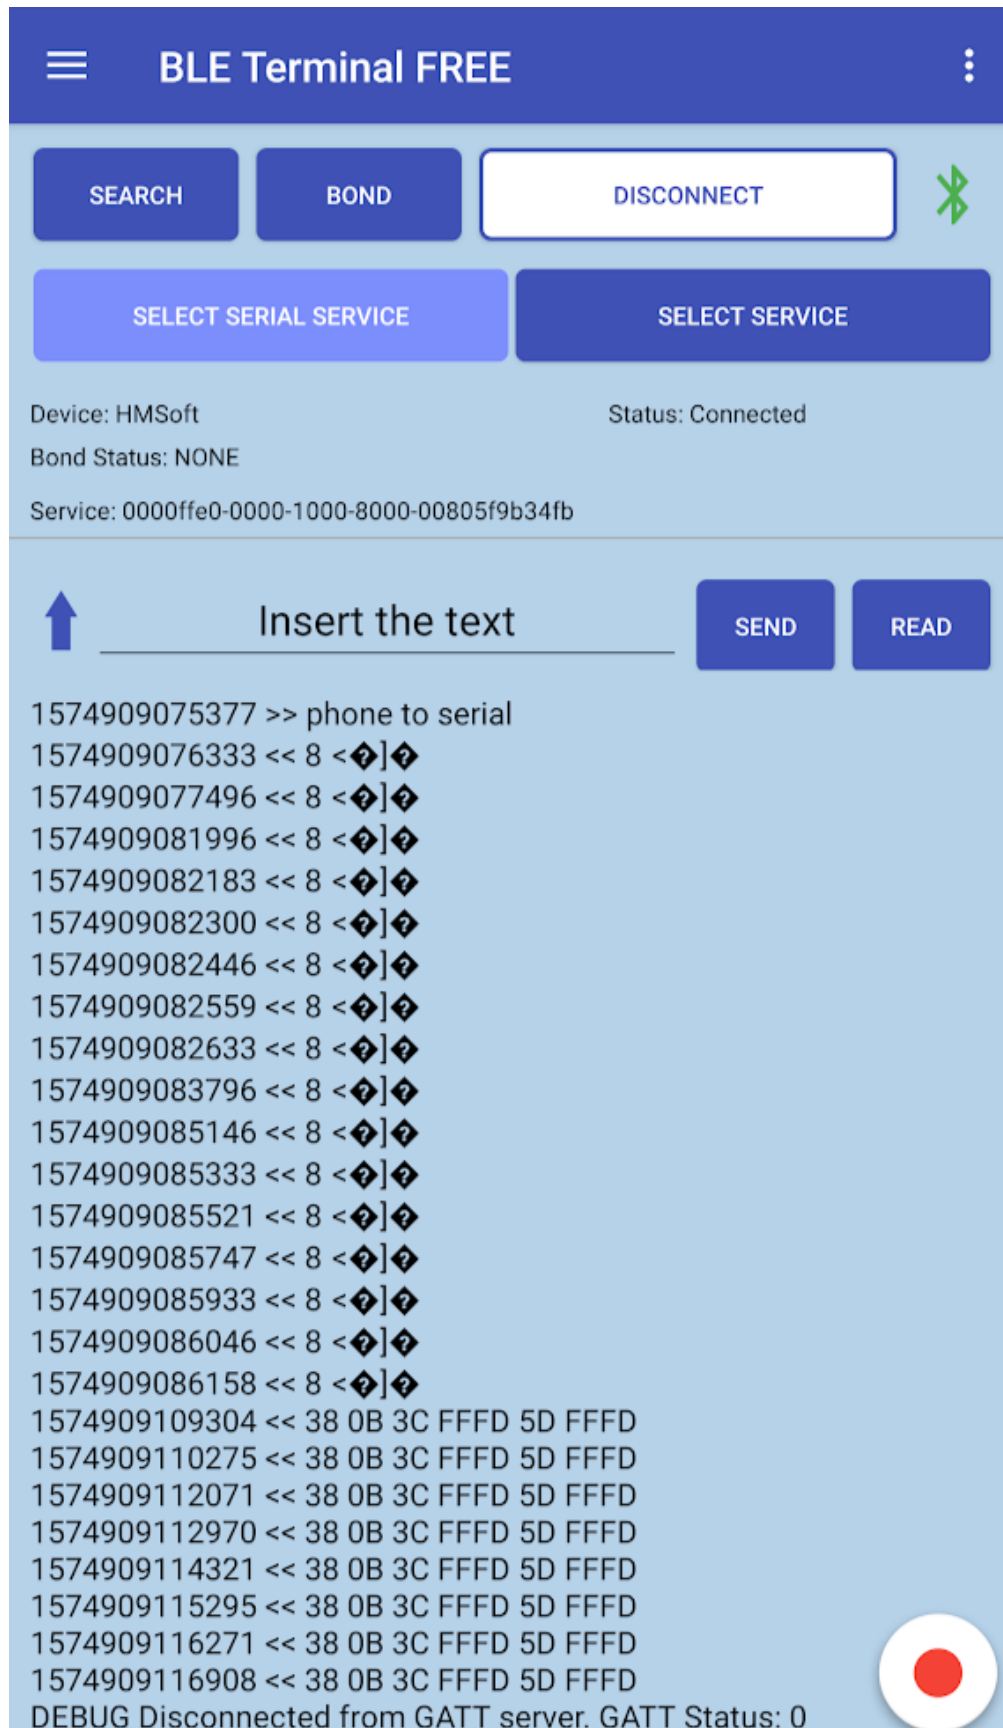 BLE Terminal FREE
SEARCH BOND DISCONNECT
SELECT SERIAL SERVICE SELECT SERVICE
Device: HMSoft Status: Connected
Bond Status: NONE
Service: 0000ffe0-0000-1000-8000-00805f9b34fb
Insert the text SEND READ
1574909075377 >> phone to serial
1574909076333 << 8 <�]�
1574909077496 << 8 <�]�
1574909081996 << 8 <�]�
1574909082183 << 8 <�]�
1574909082300 << 8 <�]�
1574909082446 << 8 <�]�
1574909082559 << 8 <�]�
1574909082633 << 8 <�]�
1574909083796 << 8 <�]�
1574909085146 << 8 <�]�
1574909085333 << 8 <�]�
1574909085521 << 8 <�]�
1574909085747 << 8 <�]�
1574909085933 << 8 <�]�
1574909086046 << 8 <�]�
1574909086158 << 8 <�]�
1574909109304 << 38 0B 3C FFFD 5D FFFD
1574909110275 << 38 0B 3C FFFD 5D FFFD
1574909112071 << 38 0B 3C FFFD 5D FFFD
1574909112970 << 38 0B 3C FFFD 5D FFFD
1574909114321 << 38 0B 3C FFFD 5D FFFD
1574909115295 << 38 0B 3C FFFD 5D FFFD
1574909116271 << 38 0B 3C FFFD 5D FFFD
1574909116908 << 38 0B 3C FFFD 5D FFFD
DEBUG Disconnected from GATT server. GATT Status: 0